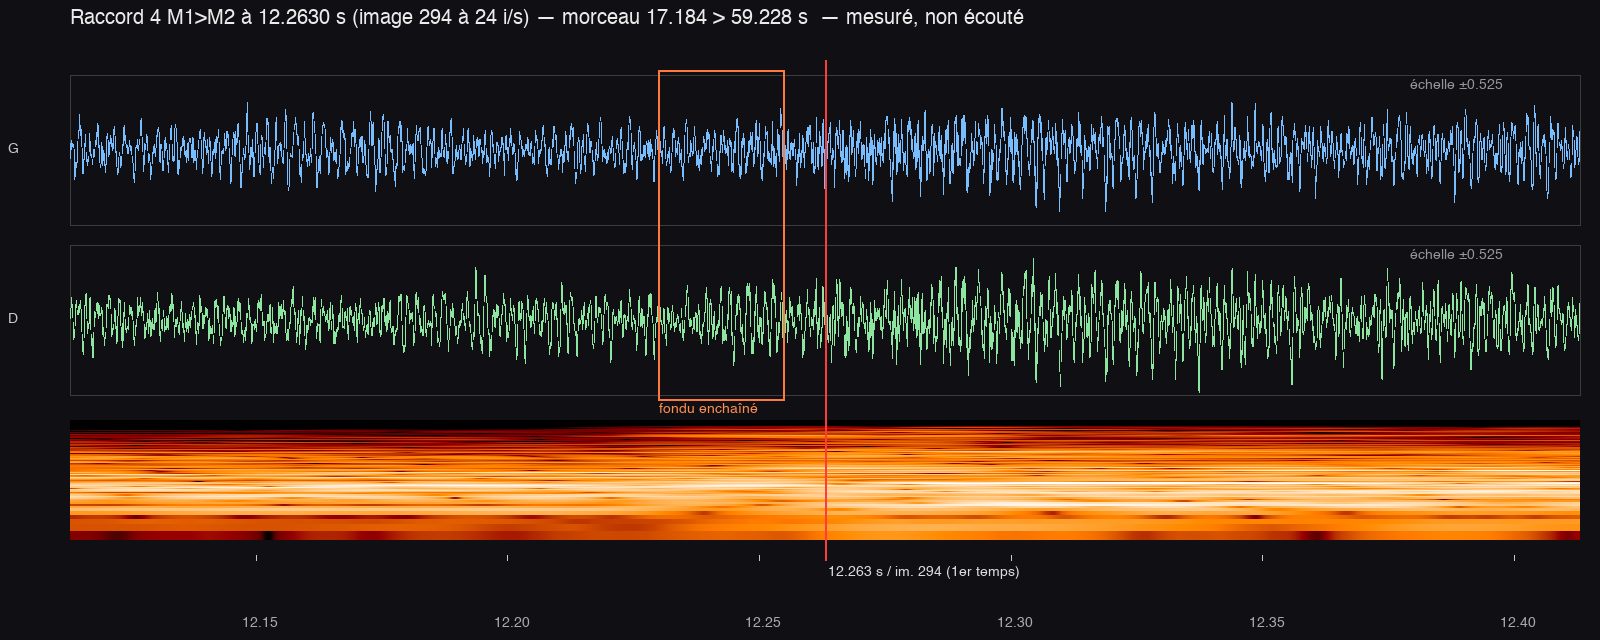 Raccord 4 M1>M2 à 12.2630 s (image 294 à 24 i/s) — morceau 17.184 > 59.228 s — mesuré, non écouté
échelle ±0.525
G
échelle ±0.525
D
fondu enchaîné
12.263 s / im. 294 (1er temps)
12.15 12.20 12.25 12.30 12.35 12.40